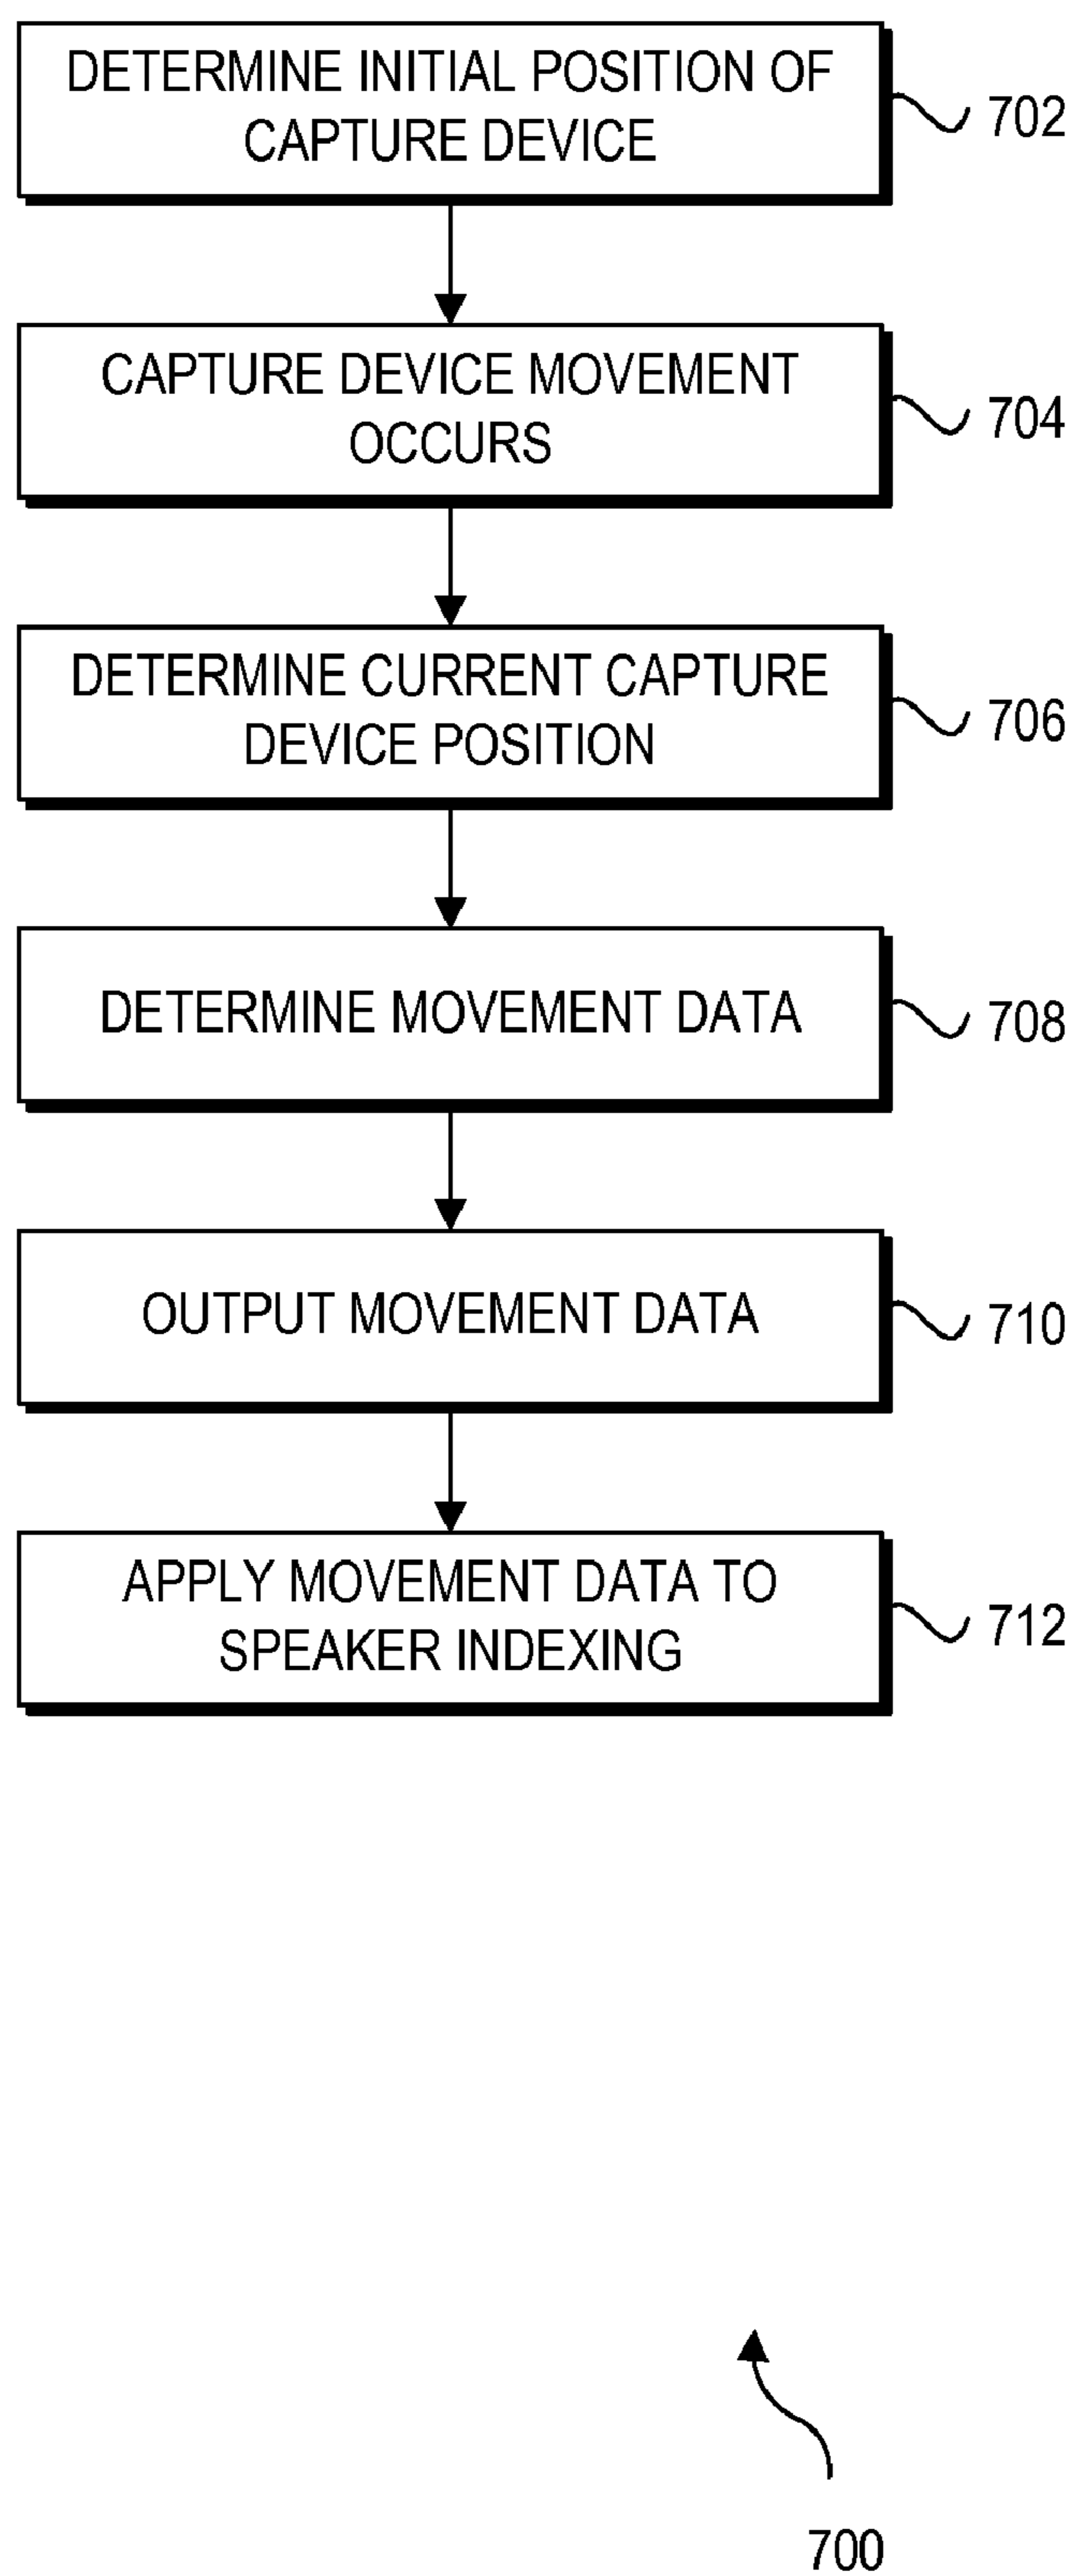 DETERMINE INITIAL POSITION OF
CAPTURE DEVICE
702
CAPTURE DEVICE MOVEMENT
OCCURS
704
DETERMINE CURRENT CAPTURE
DEVICE POSITION
706
DETERMINE MOVEMENT DATA
708
OUTPUT MOVEMENT DATA
710
APPLY MOVEMENT DATA TO
SPEAKER INDEXING
712
700